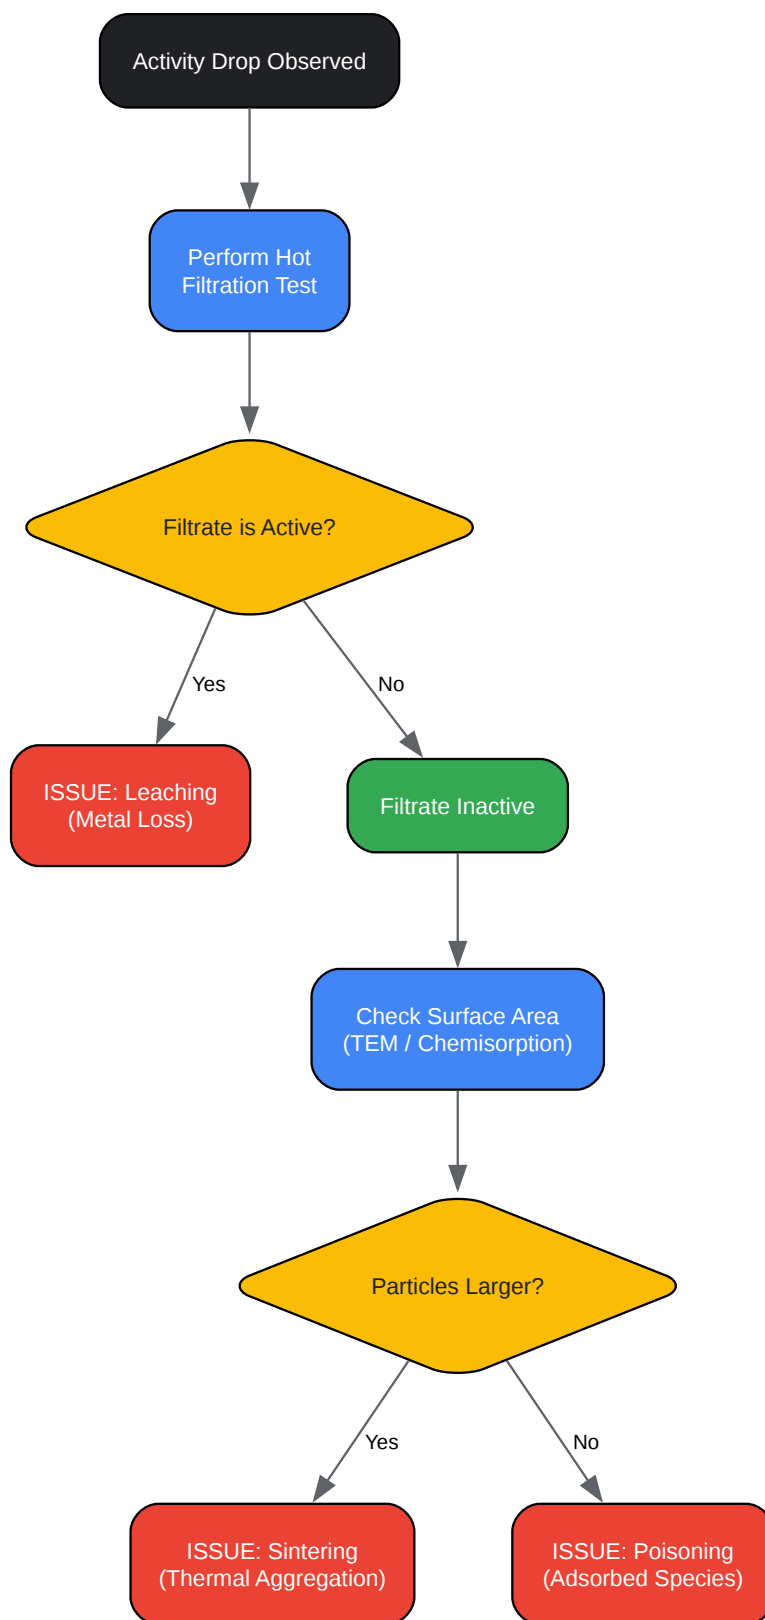 Activity Drop Observed
Perform Hot
Filtration Test
Filtrate is Active?
Yes
No
ISSUE: Leaching
(Metal Loss)
Filtrate Inactive
Check Surface Area
(TEM / Chemisorption)
Particles Larger?
Yes
No
ISSUE: Sintering
(Thermal Aggregation)
ISSUE: Poisoning
(Adsorbed Species)